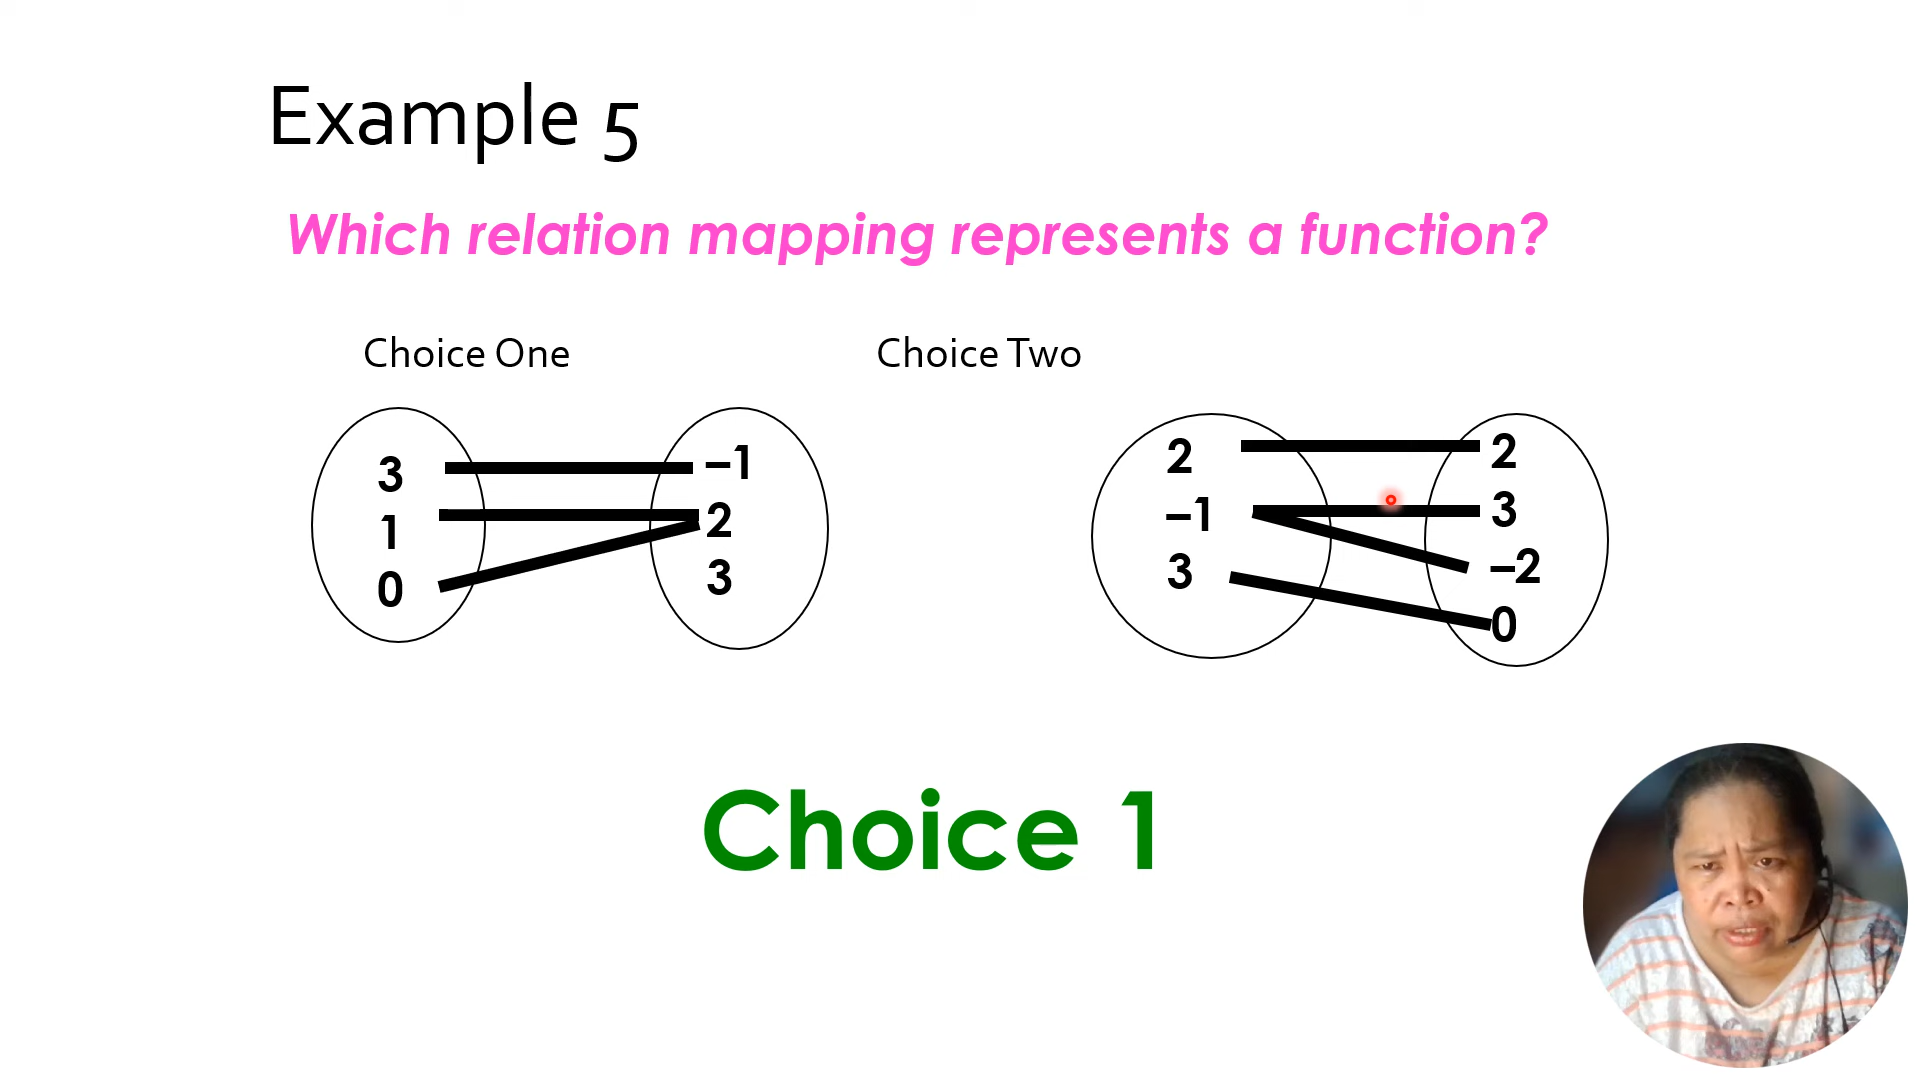 Example 5
Which relation mapping represents a function?
Choice One
Choice Two
3
1
0
–1
2
3
2
–1
3
2
3
–2
0
Choice 1